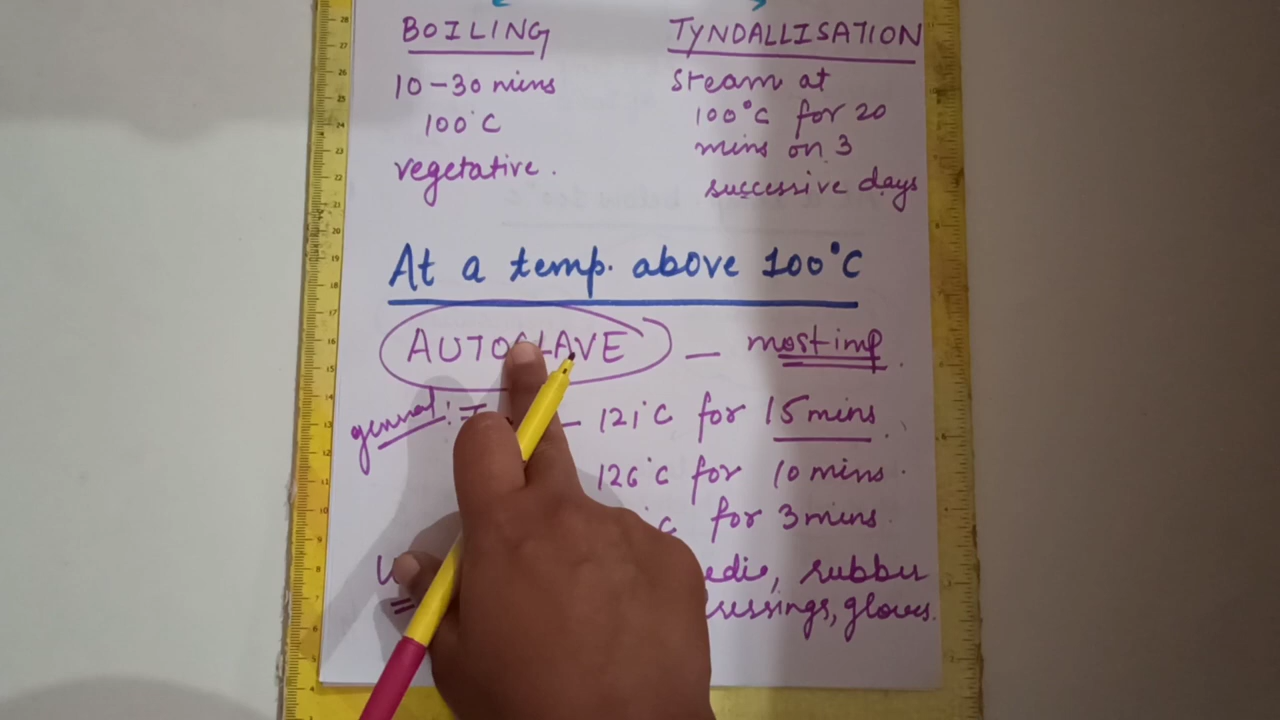 BOILING
10-30 mins
100°C
vegetative.
TYNDALLISATION
steam at
100°C for 20
mins on 3
successive days
At a temp. above 100°C
AUTOCLAVE — most imp.
general: — 121°C for 15 mins.
126°C for 10 mins.
°C for 3 mins.
rubber
gloves.